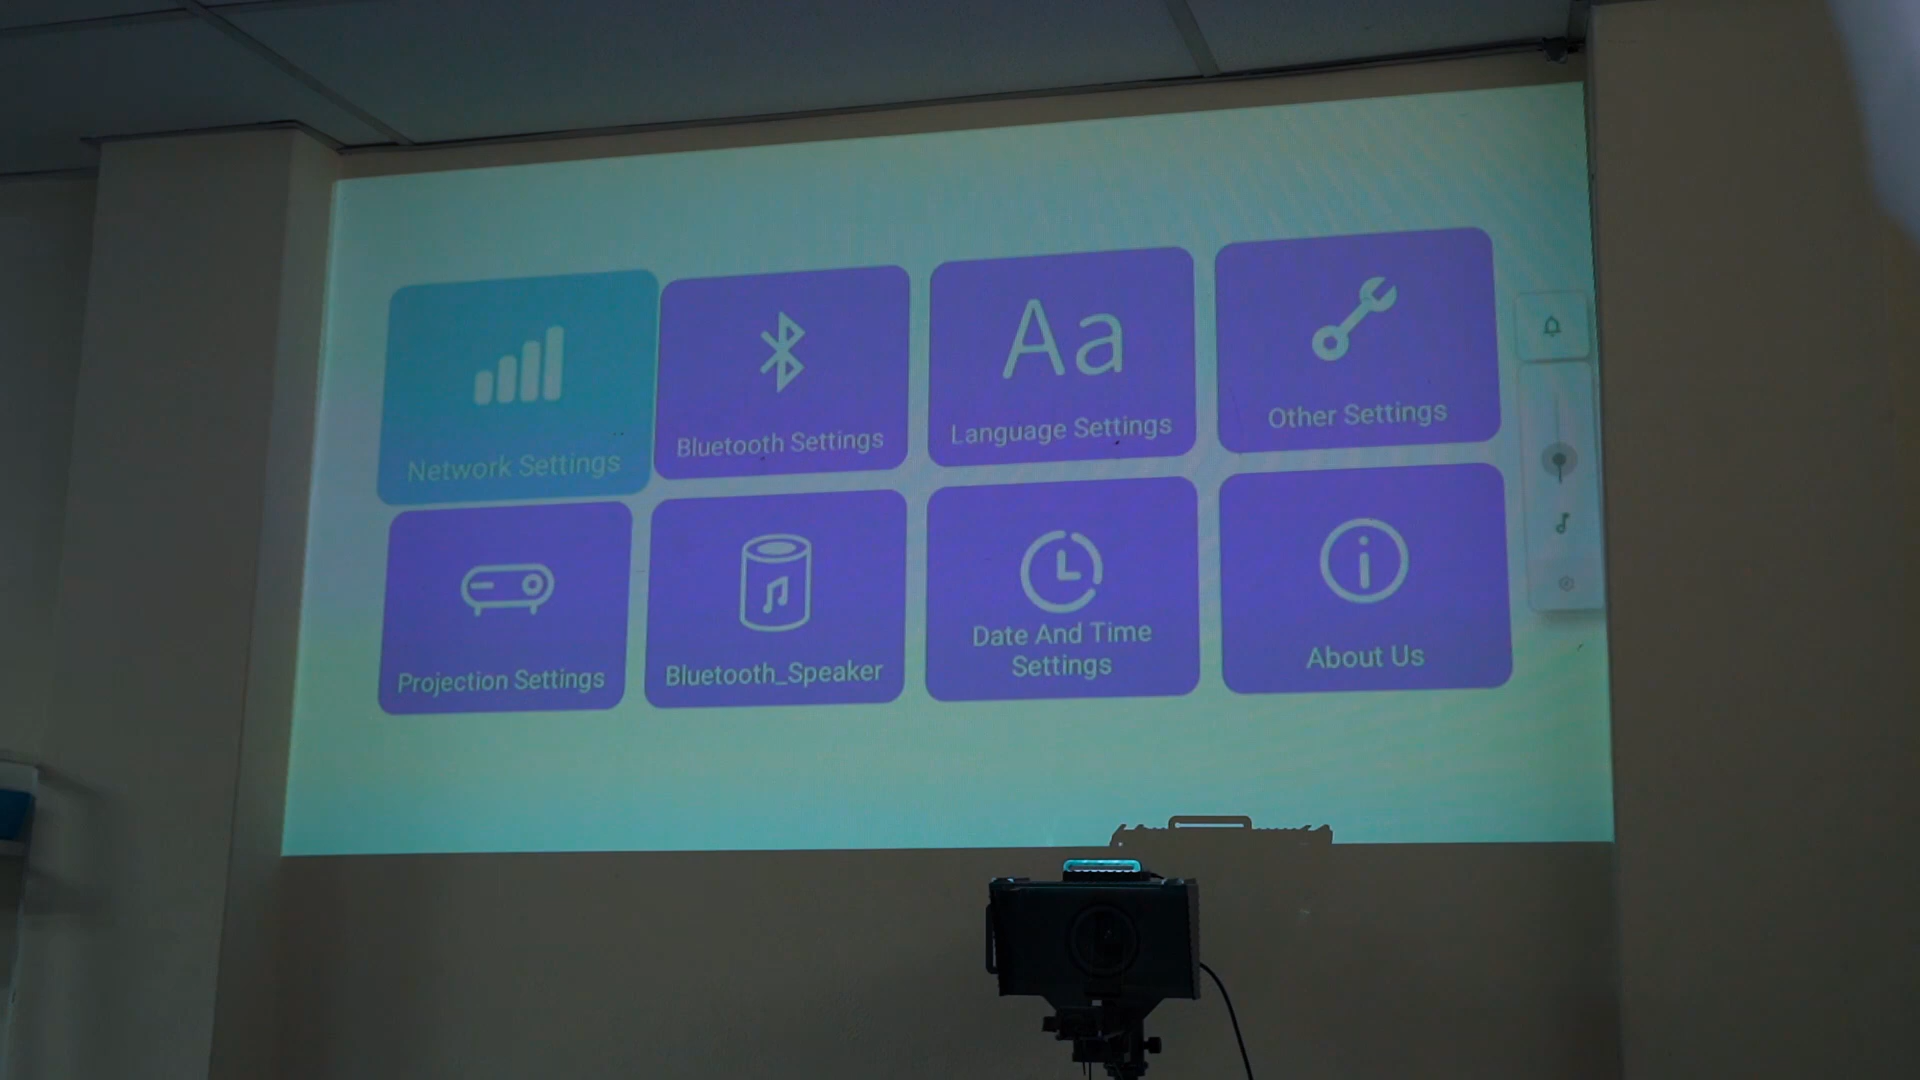 Network Settings
Bluetooth Settings
Aa
Language Settings
Other Settings
Projection Settings
Bluetooth_Speaker
Date And Time
Settings
About Us